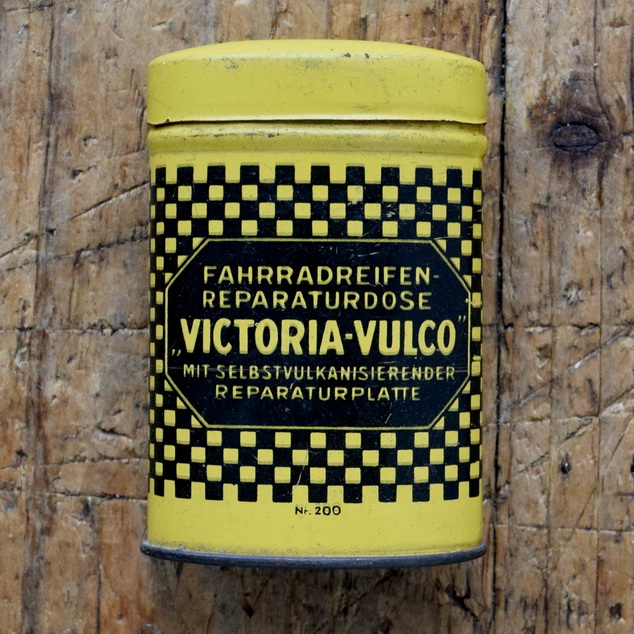 FAHRRADREIFEN-
REPARATURDOSE
„VICTORIA-VULCO"
MIT SELBSTVULKANISIERENDER
REPARATURPLATTE
Nr. 200